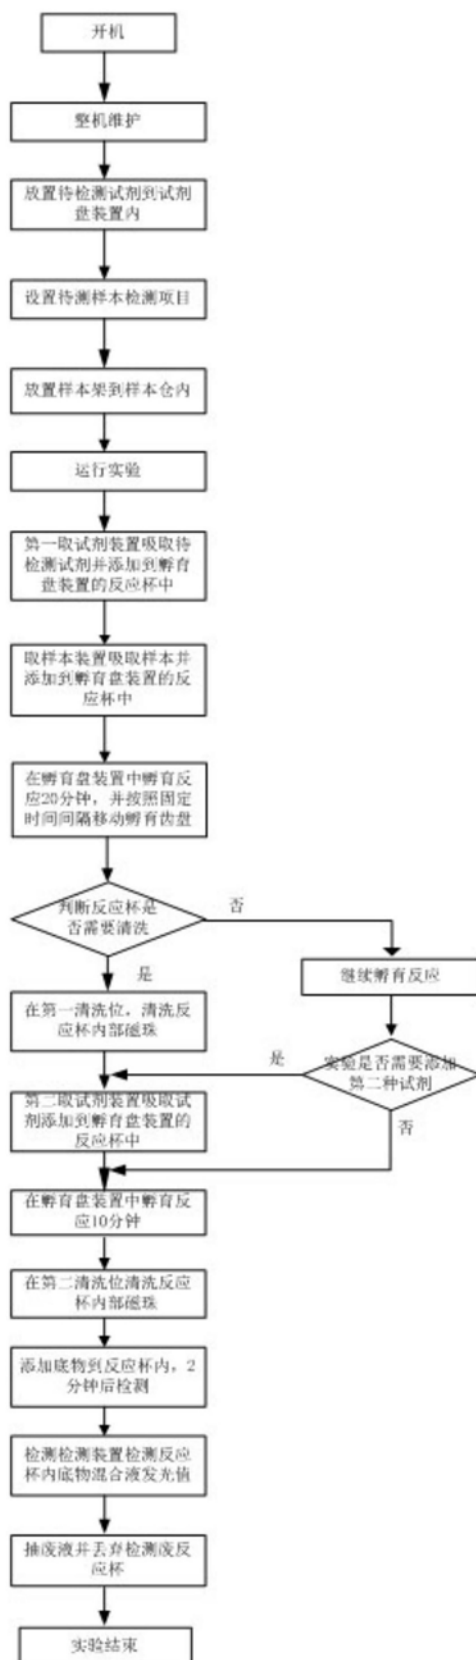 开机
整机维护
放置待检测试剂到试剂
盘装置内
设置待测样本检测项目
放置样本架到样本仓内
运行实验
第一取试剂装置吸取待
检测试剂并添加到孵育
盘装置的反应杯中
取样本装置吸取样本并
添加到孵育盘装置的反
应杯中
在孵育盘装置中孵育反
应20分钟，并按照固定
时间间隔移动孵育齿盘
判断反应杯是
否需要清洗
否
是
继续孵育反应
在第一清洗位，清洗反
应杯内部磁珠
实验是否需要添加
第二种试剂
是
否
第二取试剂装置吸取试
剂添加到孵育盘装置的
反应杯中
在孵育盘装置中孵育反
应10分钟
在第二清洗位清洗反应
杯内部磁珠
添加底物到反应杯内，2
分钟后检测
检测检测装置检测反应
杯内底物混合液发光值
抽废液并丢弃检测废反应
杯
实验结束